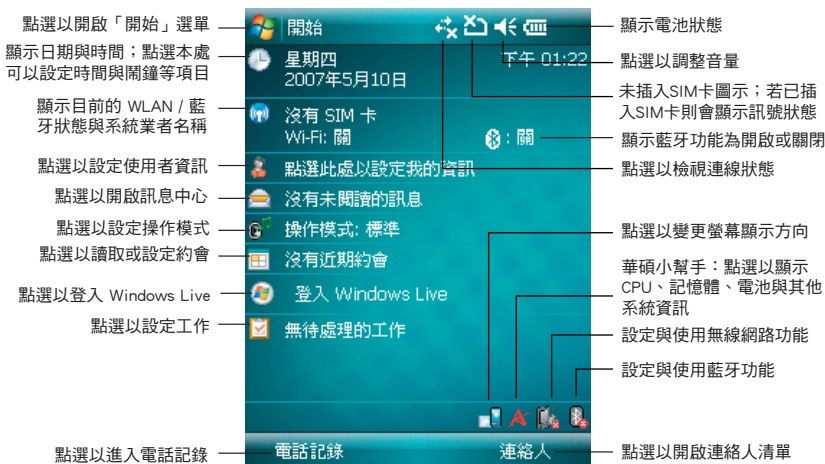 點選以開啟「開始」選單
顯示日期與時間；點選本處
可以設定時間與鬧鐘等項目
顯示目前的 WLAN / 藍
牙狀態與系統業者名稱
點選以設定使用者資訊
點選以開啟訊息中心
點選以設定操作模式
點選以讀取或設定約會
點選以登入 Windows Live
點選以設定工作
點選以進入電話記錄
開始
星期四
2007年5月10日
下午 01:22
沒有 SIM 卡
Wi-Fi: 關
: 關
點選此處以設定我的資訊
沒有未閱讀的訊息
操作模式: 標準
沒有近期約會
登入 Windows Live
無待處理的工作
電話記錄
連絡人
顯示電池狀態
點選以調整音量
未插入SIM卡圖示；若已插
入SIM卡則會顯示訊號狀態
顯示藍牙功能為開啟或關閉
點選以檢視連線狀態
點選以變更螢幕顯示方向
華碩小幫手：點選以顯示
CPU、記憶體、電池與其他
系統資訊
設定與使用無線網路功能
設定與使用藍牙功能
點選以開啟連絡人清單